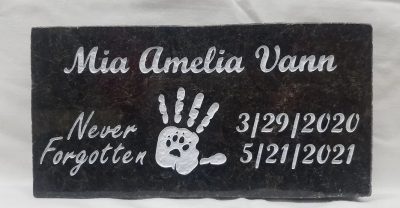 Mia Amelia Vann
Never
Forgotten
3/29/2020
5/21/2021